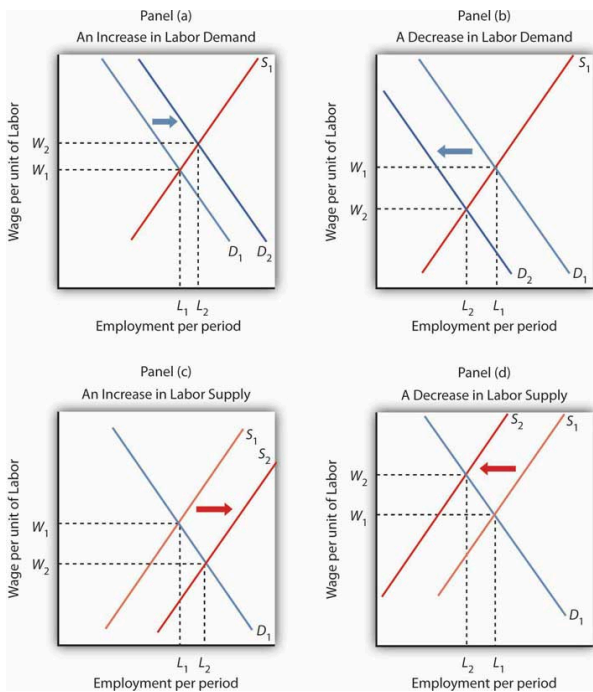 Panel (a)
An Increase in Labor Demand
Wage per unit of Labor
W2
W1
S1
D1 D2
L1 L2
Employment per period
Panel (b)
A Decrease in Labor Demand
Wage per unit of Labor
W1
W2
S1
D2
D1
L2 L1
Employment per period
Panel (c)
An Increase in Labor Supply
Wage per unit of Labor
W1
W2
S1
S2
D1
L1 L2
Employment per period
Panel (d)
A Decrease in Labor Supply
Wage per unit of Labor
W2
W1
S2
S1
D1
L2 L1
Employment per period